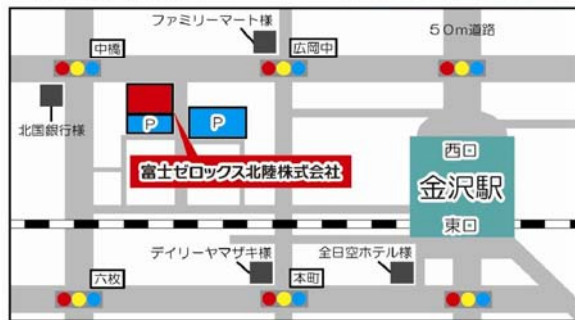 ファミリーマート様
50m道路
中橋
広岡中
北国銀行様
P
P
富士ゼロックス北陸株式会社
西口
金沢駅
東口
デイリーヤマザキ様
全日空ホテル様
六枚
本町